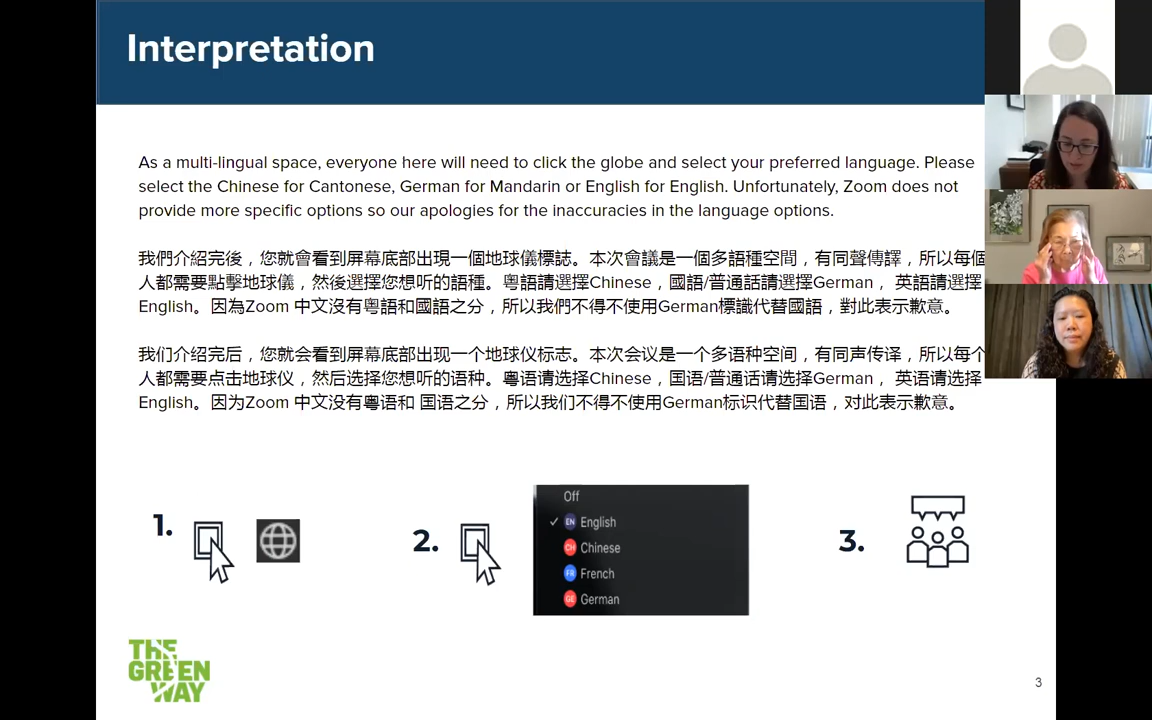 Interpretation
As a multi-lingual space, everyone here will need to click the globe and select your preferred language. Please
select the Chinese for Cantonese, German for Mandarin or English for English. Unfortunately, Zoom does not
provide more specific options so our apologies for the inaccuracies in the language options.
我們介紹完後，您就會看到屏幕底部出現一個地球儀標誌。本次會議是一個多語種空間，有同聲傳譯，所以每個
人都需要點擊地球儀，然後選擇您想听的語種。粵語請選擇Chinese，國語/普通話請選擇German， 英語請選擇
English。因為Zoom 中文沒有粵語和國語之分，所以我們不得不使用German標識代替國語，對此表示歉意。
我们介绍完后，您就会看到屏幕底部出现一个地球仪标志。本次会议是一个多语种空间，有同声传译，所以每个
人都需要点击地球仪，然后选择您想听的语种。粤语请选择Chinese，国语/普通话请选择German， 英语请选择
English。因为Zoom 中文没有粤语和 国语之分，所以我们不得不使用German标识代替国语，对此表示歉意。
1.
2.
Off
✓ EN English
CH Chinese
FR French
GE German
3.
THE
GREEN
WAY
3